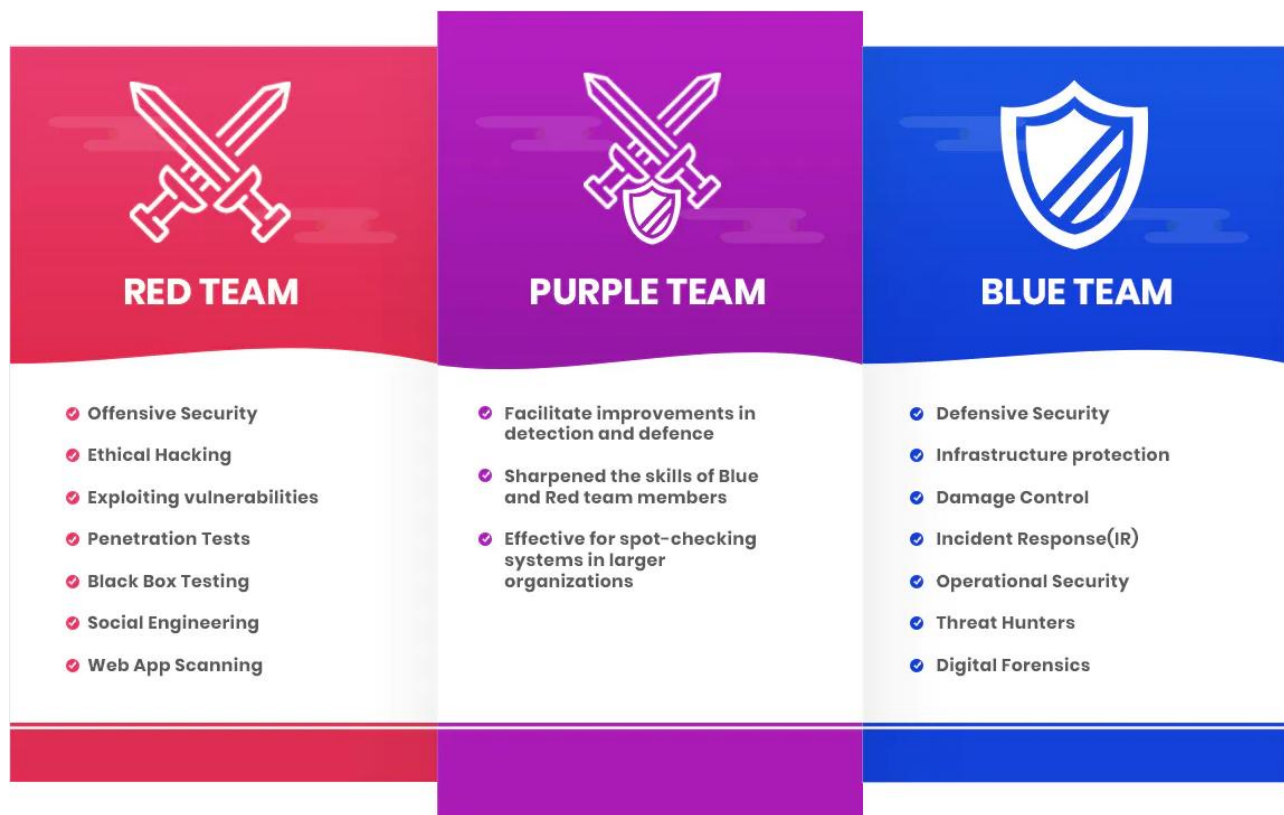 RED TEAM
Offensive Security
Ethical Hacking
Exploiting vulnerabilities
Penetration Tests
Black Box Testing
Social Engineering
Web App Scanning
PURPLE TEAM
Facilitate improvements in
detection and defence
Sharpened the skills of Blue
and Red team members
Effective for spot-checking
systems in larger
organizations
BLUE TEAM
Defensive Security
Infrastructure protection
Damage Control
Incident Response(IR)
Operational Security
Threat Hunters
Digital Forensics